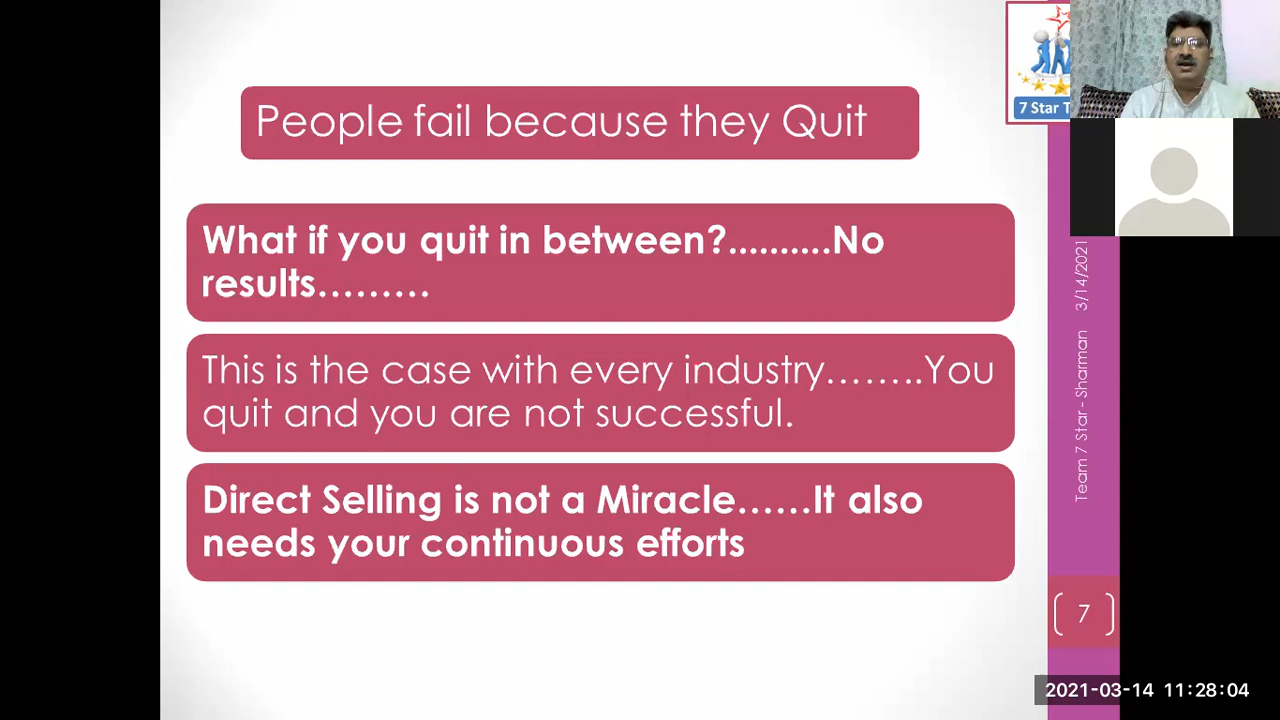 People fail because they Quit
What if you quit in between?..........No
results.........
This is the case with every industry........You
quit and you are not successful.
Direct Selling is not a Miracle......It also
needs your continuous efforts
7 Star
Team 7 Star - Sharman 3/14/2021
7
2021-03-14 11:28:04